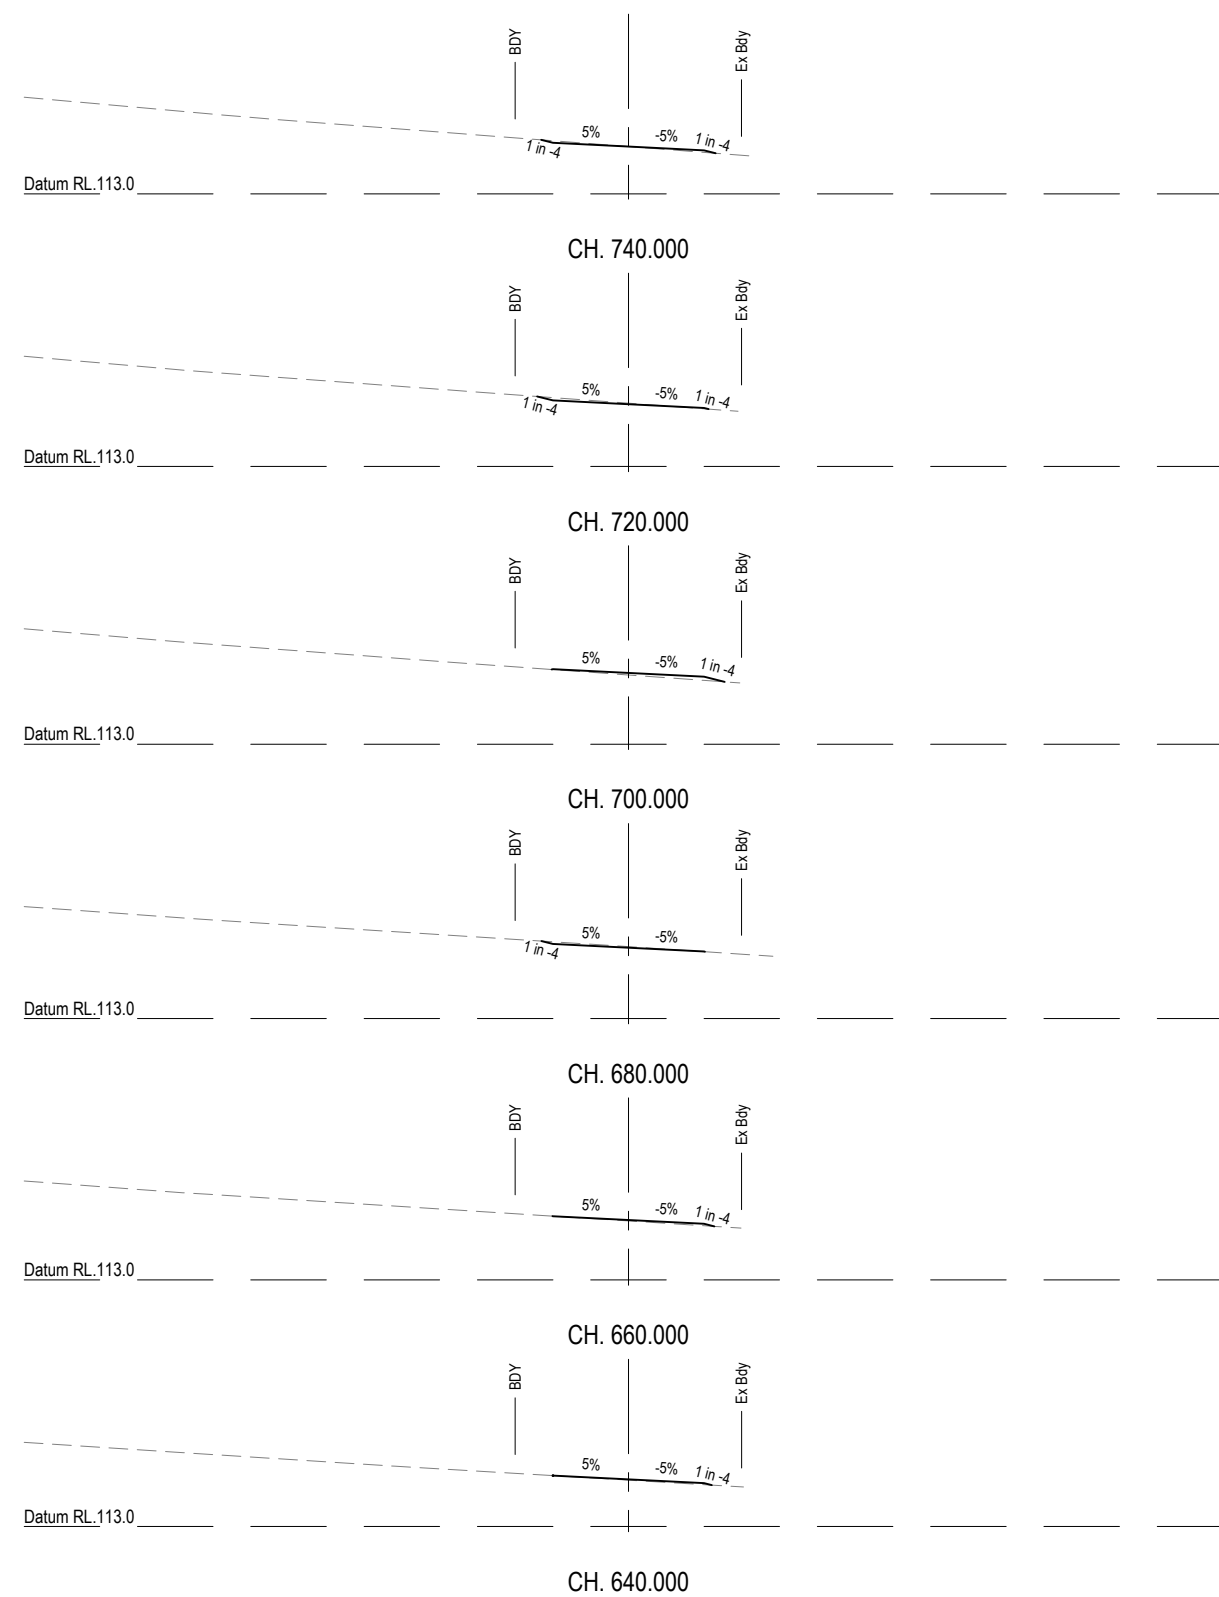 BDY
Ex Bdy
5%
-5%
1 in -4
1 in -4
Datum RL.113.0
CH. 740.000
BDY
Ex Bdy
5%
-5%
1 in -4
1 in -4
Datum RL.113.0
CH. 720.000
BDY
Ex Bdy
5%
-5%
1 in -4
Datum RL.113.0
CH. 700.000
BDY
Ex Bdy
5%
-5%
1 in -4
Datum RL.113.0
CH. 680.000
BDY
Ex Bdy
5%
-5%
1 in -4
Datum RL.113.0
CH. 660.000
BDY
Ex Bdy
5%
-5%
1 in -4
Datum RL.113.0
CH. 640.000